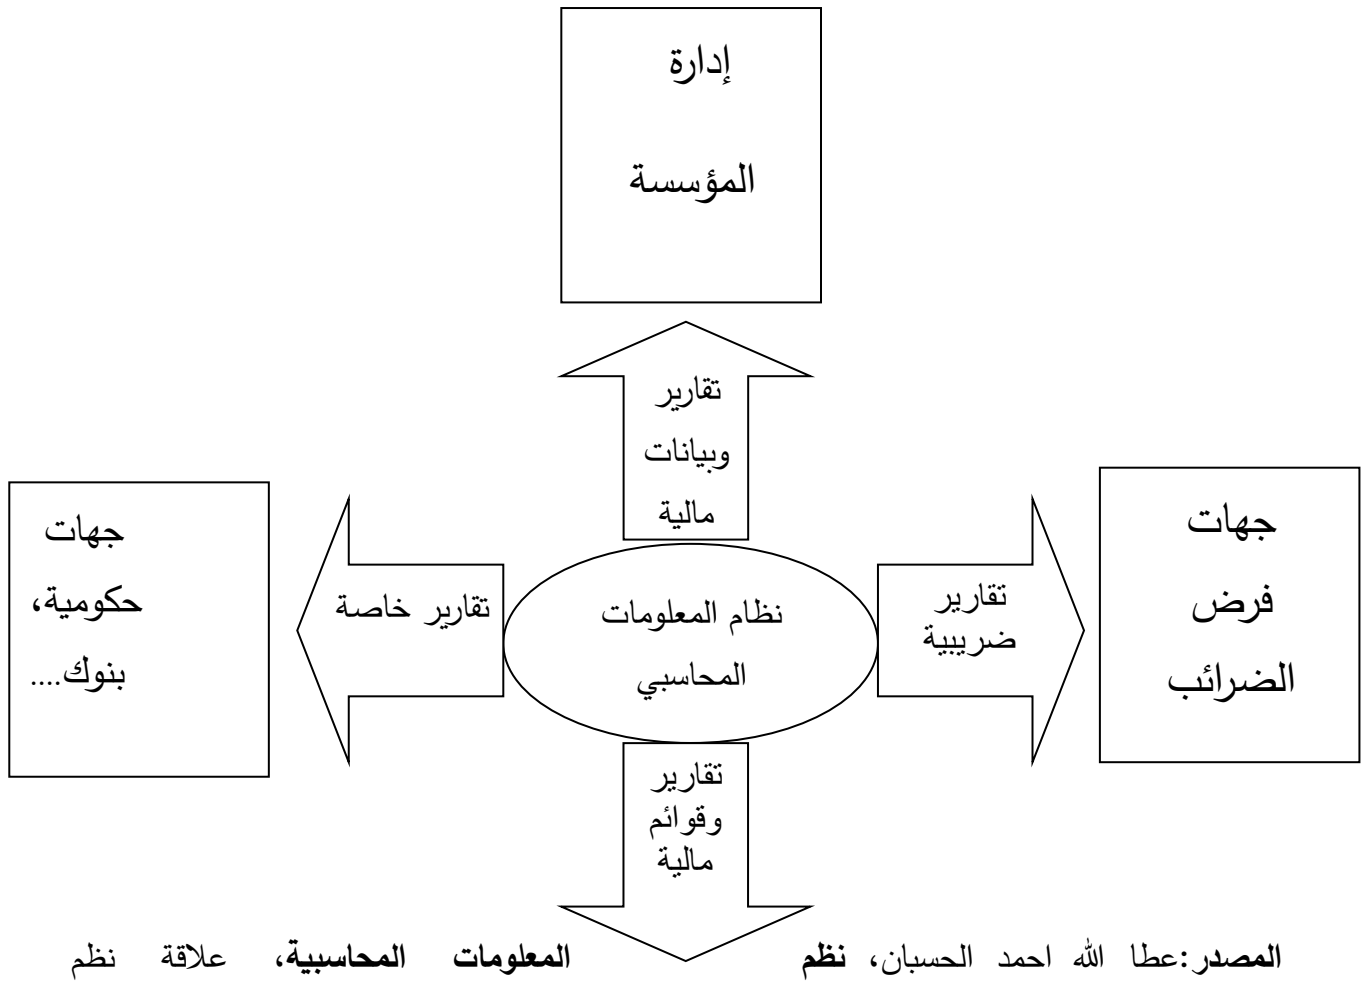 إدارة
المؤسسة
تقارير
وبيانات
مالية
جهات
فرض
الضرائب
تقارير
ضريبية
نظام المعلومات
المحاسبي
تقارير خاصة
جهات
حكومية،
بنوك....
تقارير
وقوائم
مالية
المصدر:عطا الله احمد الحسبان، نظم المعلومات المحاسبية، علاقة نظم